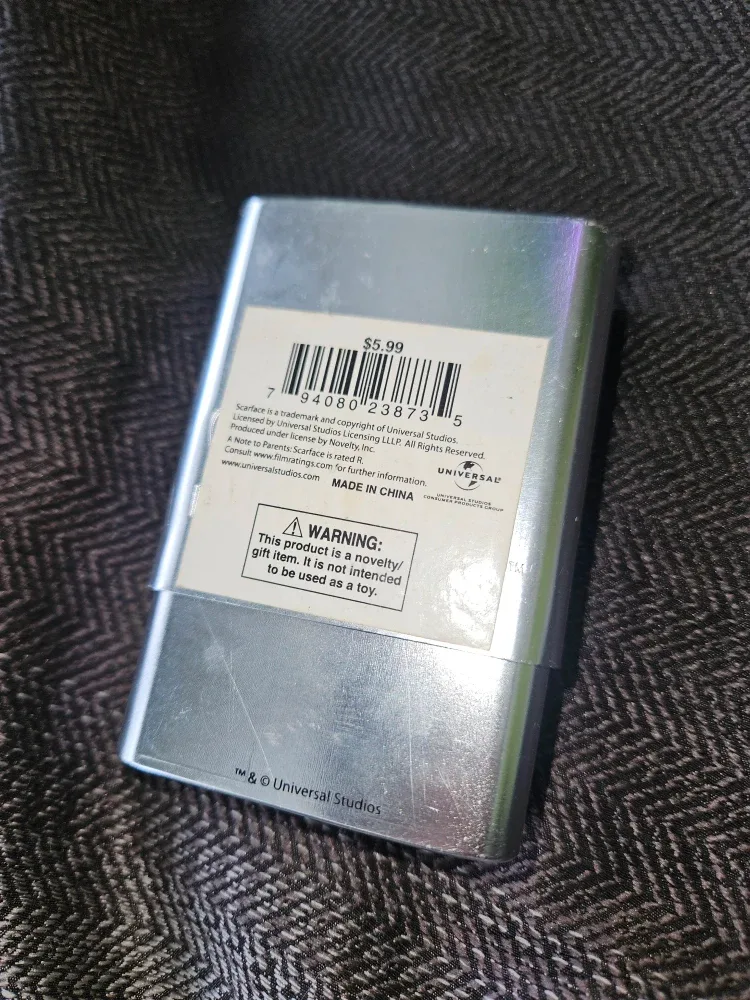 $5.99
7 94080 23873 5
Scarface is a trademark and copyright of Universal Studios.
Licensed by Universal Studios Licensing LLLP. All Rights Reserved.
Produced under license by Novelty, Inc.
A Note to Parents: Scarface is rated R.
Consult www.filmratings.com for further information.
www.universalstudios.com MADE IN CHINA
UNIVERSAL®
UNIVERSAL STUDIOS
CONSUMER PRODUCTS GROUP
WARNING:
This product is a novelty/
gift item. It is not intended
to be used as a toy.
TM
™ & © Universal Studios